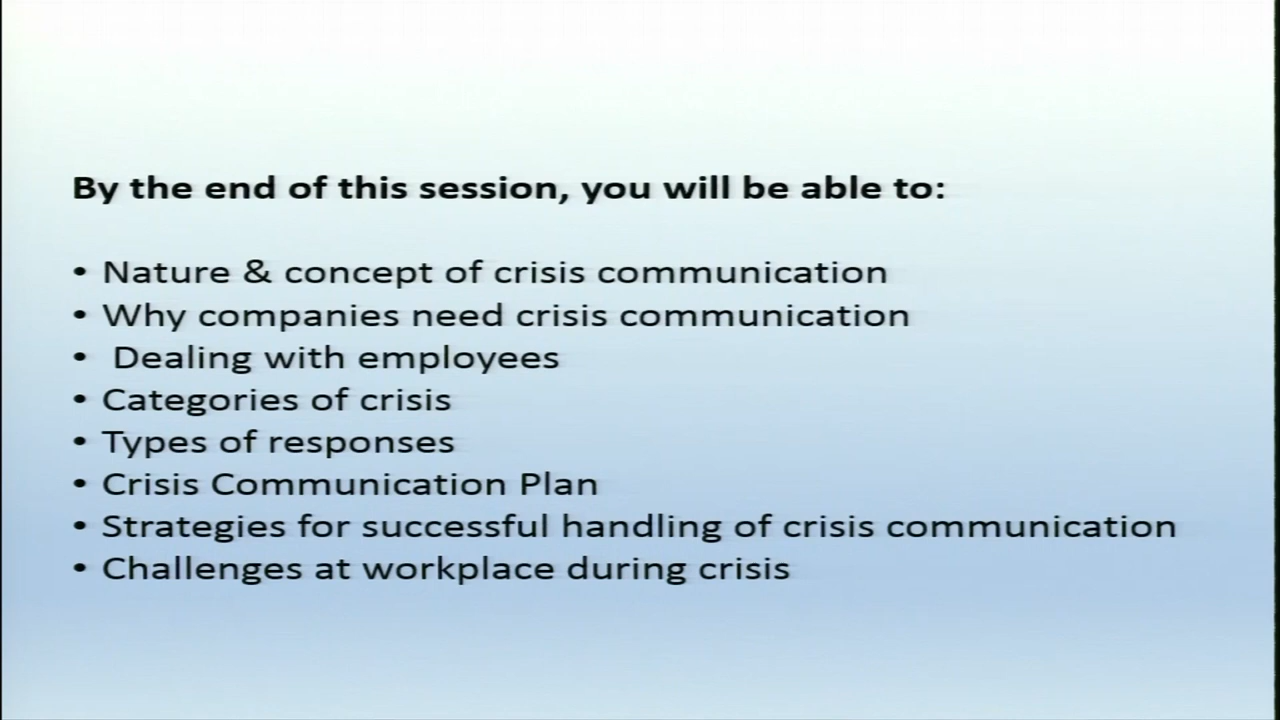 By the end of this session, you will be able to:
• Nature & concept of crisis communication
• Why companies need crisis communication
• Dealing with employees
• Categories of crisis
• Types of responses
• Crisis Communication Plan
• Strategies for successful handling of crisis communication
• Challenges at workplace during crisis